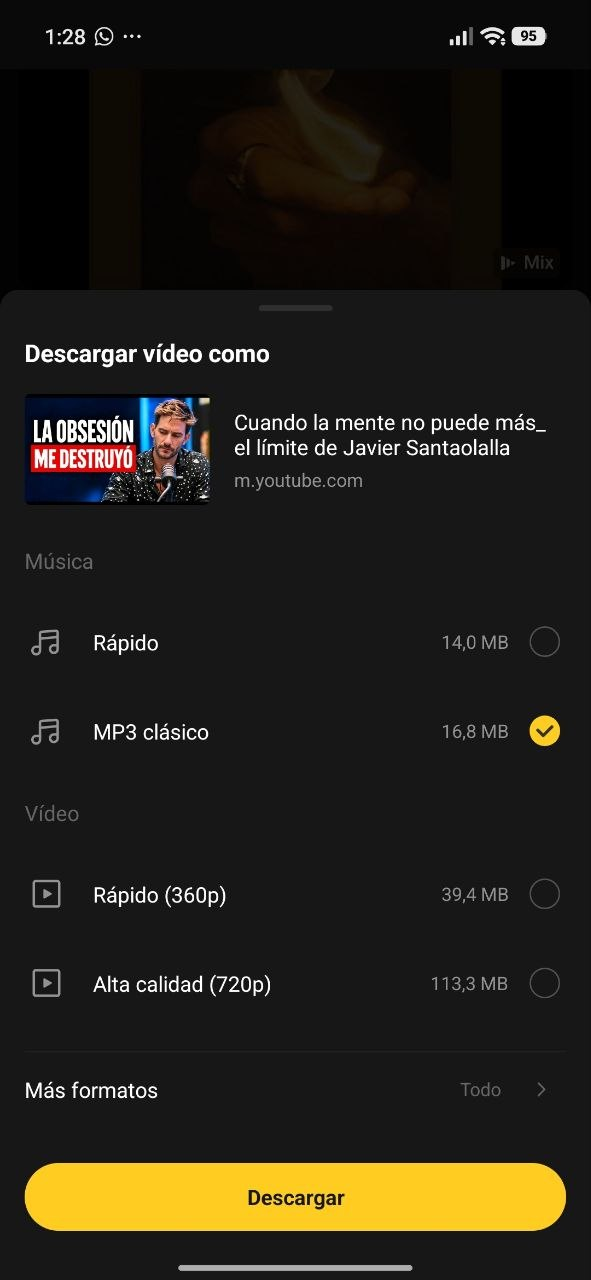 1:28 ...
95
Mix
Descargar vídeo como
LA OBSESIÓN
ME DESTRUYÓ
Cuando la mente no puede más_
el límite de Javier Santaolalla
m.youtube.com
Música
Rápido 14,0 MB
MP3 clásico 16,8 MB
Vídeo
Rápido (360p) 39,4 MB
Alta calidad (720p) 113,3 MB
Más formatos Todo
Descargar